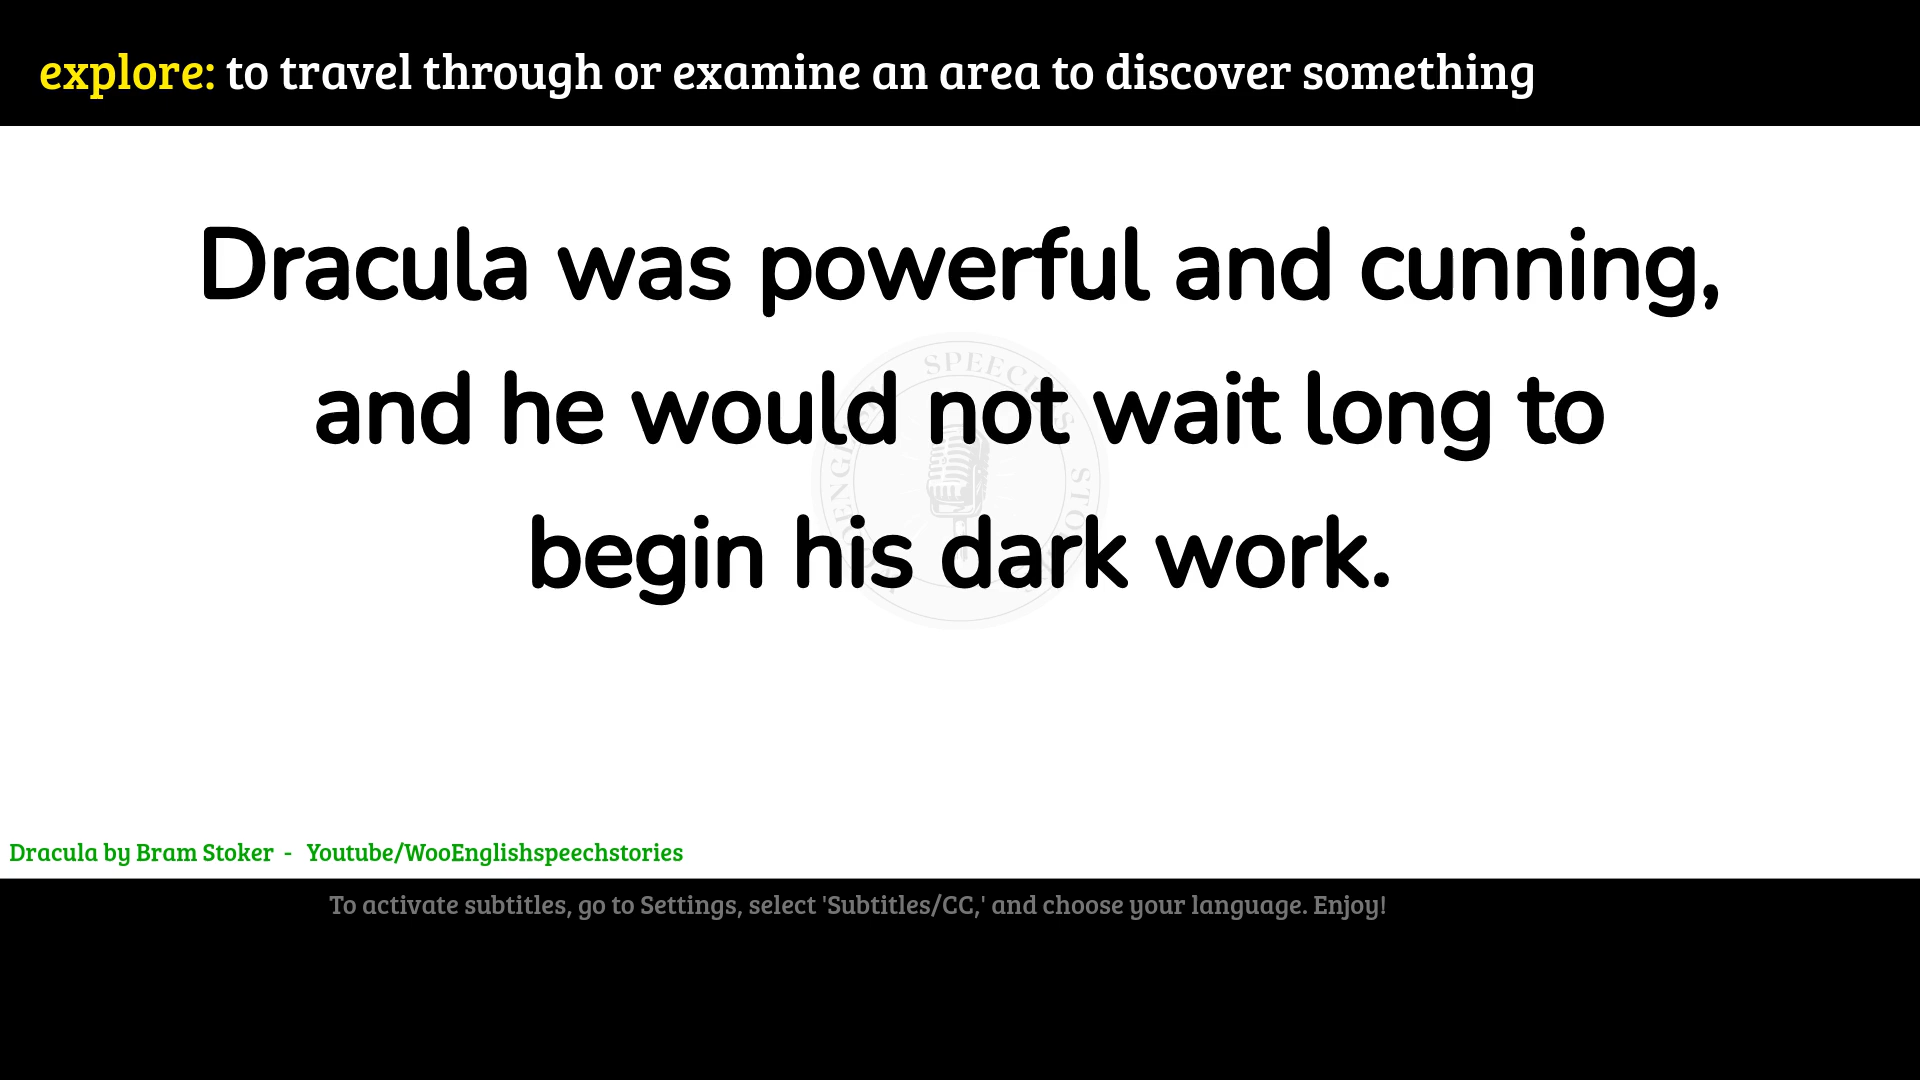 explore: to travel through or examine an area to discover something
Dracula was powerful and cunning,
and he would not wait long to
begin his dark work.
Dracula by Bram Stoker - Youtube/WooEnglishspeechstories
To activate subtitles, go to Settings, select 'Subtitles/CC,' and choose your language. Enjoy!